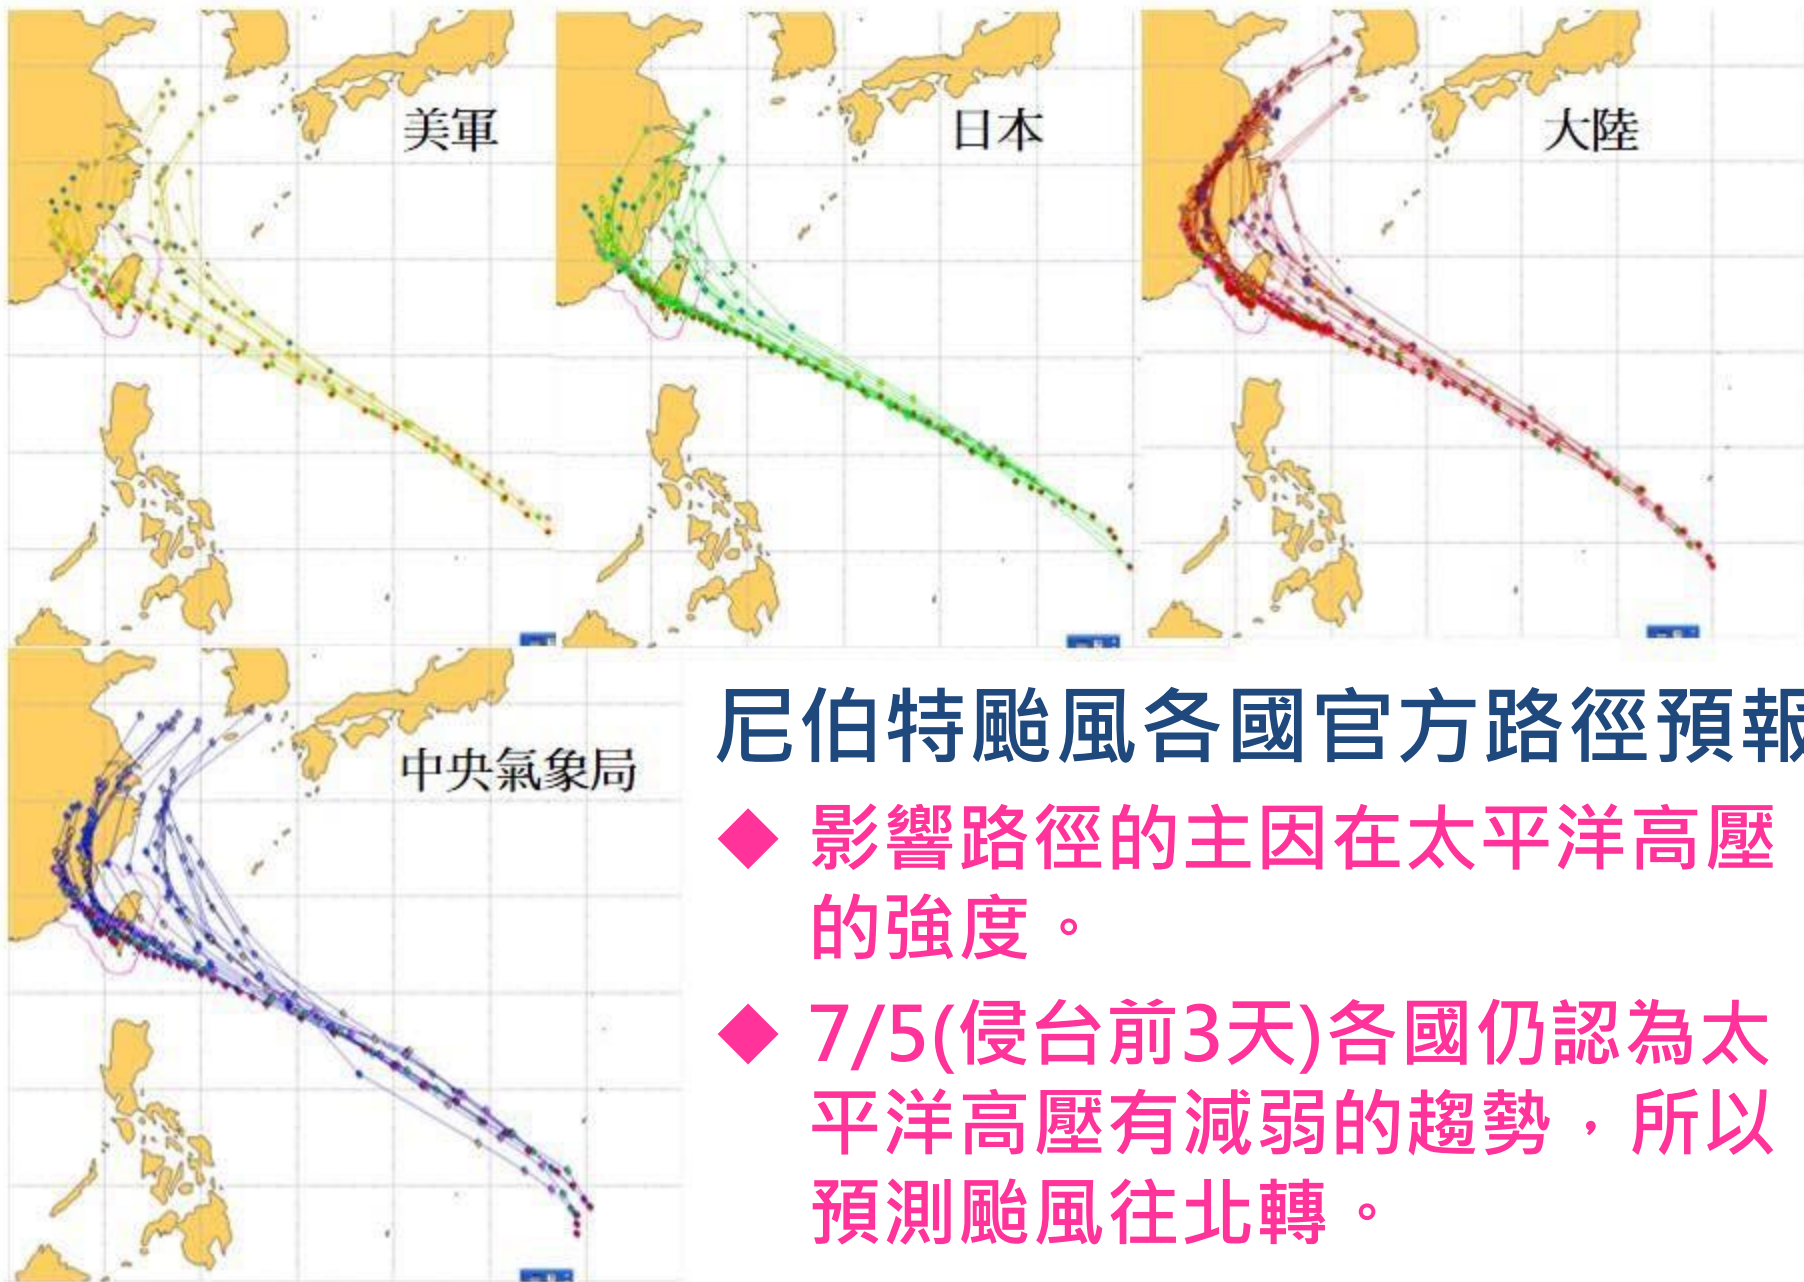 美軍
日本
大陸
中央氣象局
尼伯特颱風各國官方路徑預報
◆ 影響路徑的主因在太平洋高壓
的強度。
◆ 7/5(侵台前3天)各國仍認為太
平洋高壓有減弱的趨勢，所以
預測颱風往北轉。